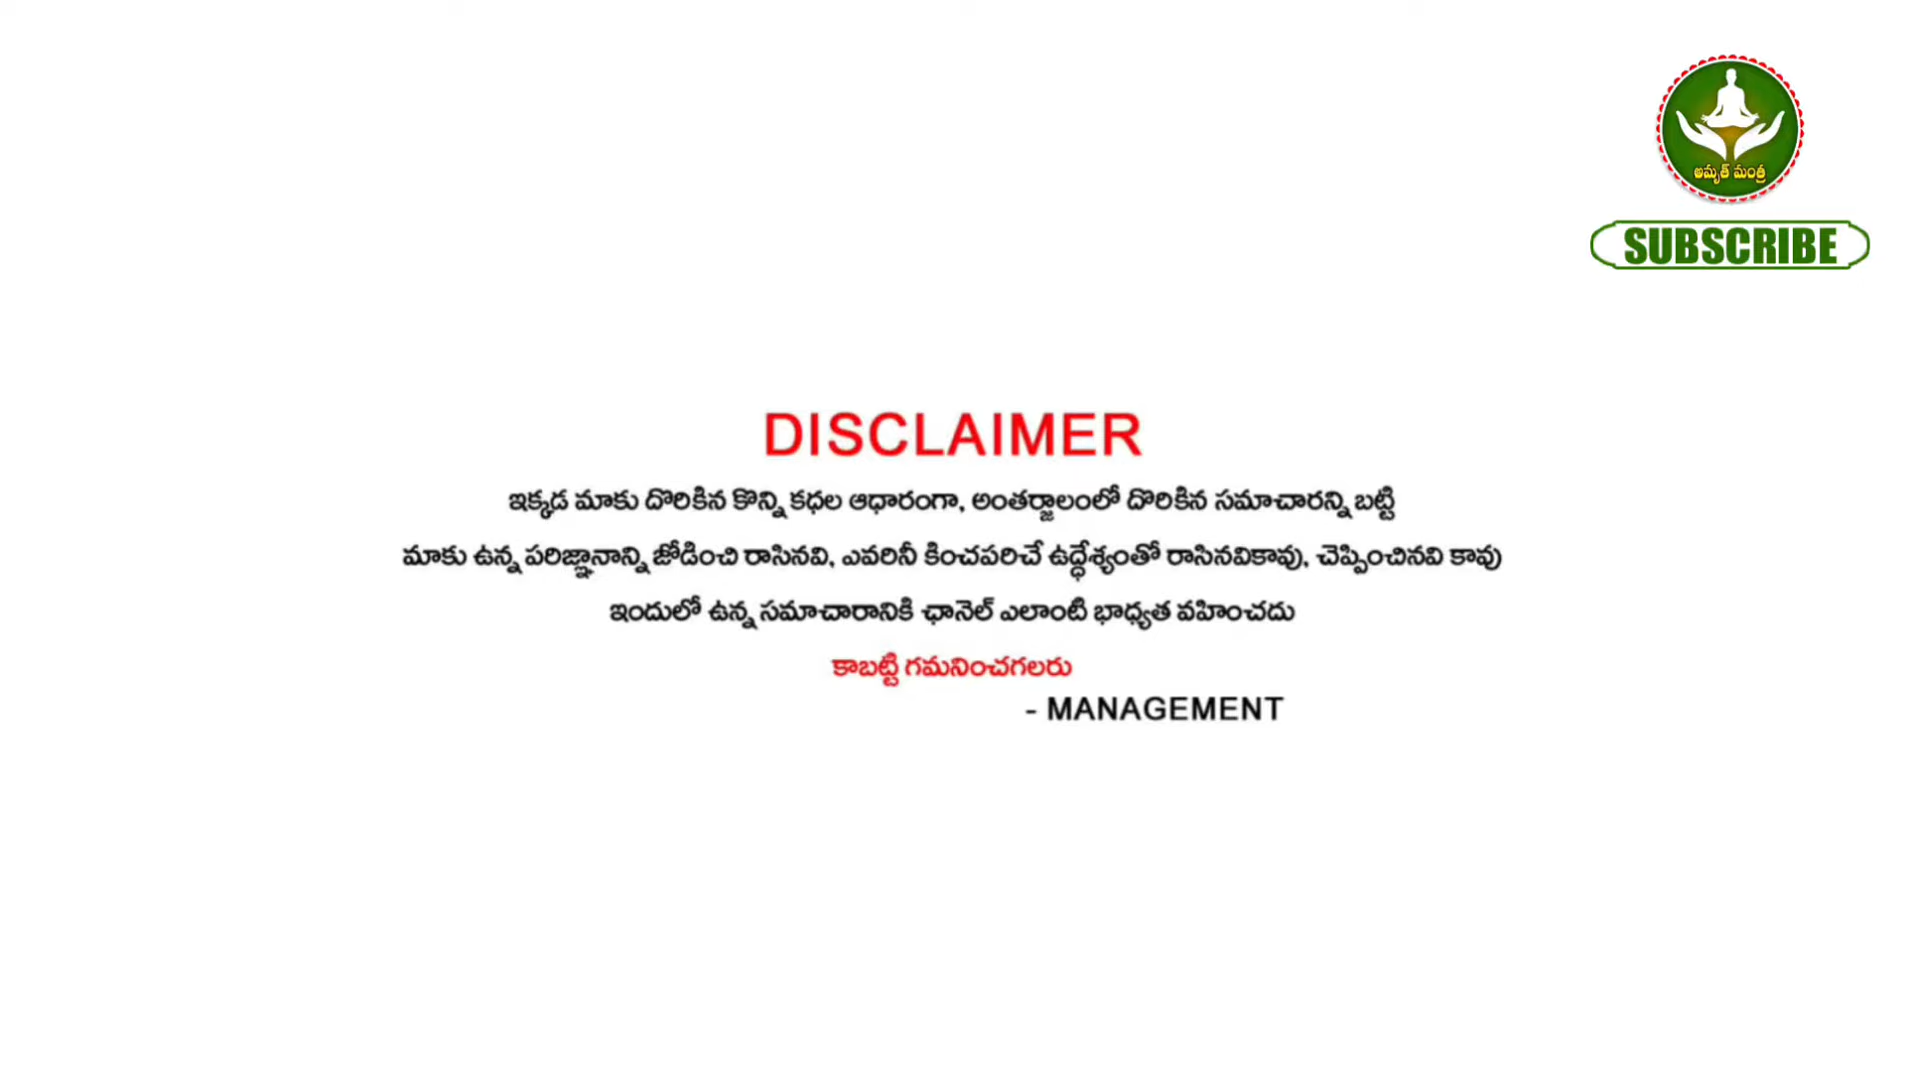 అమృత్ మంత్ర
SUBSCRIBE
DISCLAIMER
ఇక్కడ మాకు దొరికిన కొన్ని కధల ఆధారంగా, అంతర్జాలంలో దొరికిన సమాచారన్ని బట్టి
మాకు ఉన్న పరిజ్ఞానాన్ని జోడించి రాసినవి, ఎవరినీ కించపరిచే ఉద్ధేశ్యంతో రాసినవికావు, చెప్పించినవి కావు
ఇందులో ఉన్న సమాచారానికి ఛానెల్ ఎలాంటి భాధ్యత వహించదు
కాబట్టి గమనించగలరు
- MANAGEMENT